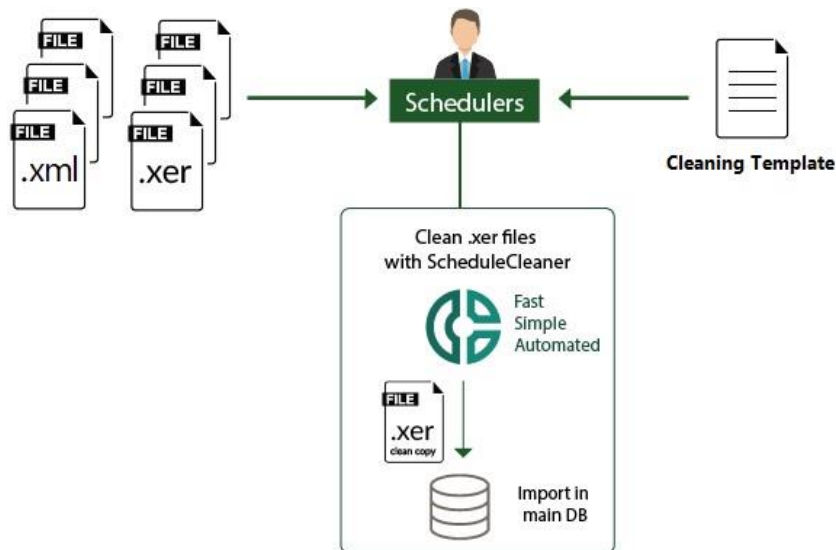 FILE
FILE
FILE
.xml
FILE
FILE
FILE
.xer
Schedulers
Cleaning Template
Clean .xer files
with ScheduleCleaner
Fast
Simple
Automated
FILE
.xer
clean copy
Import in
main DB